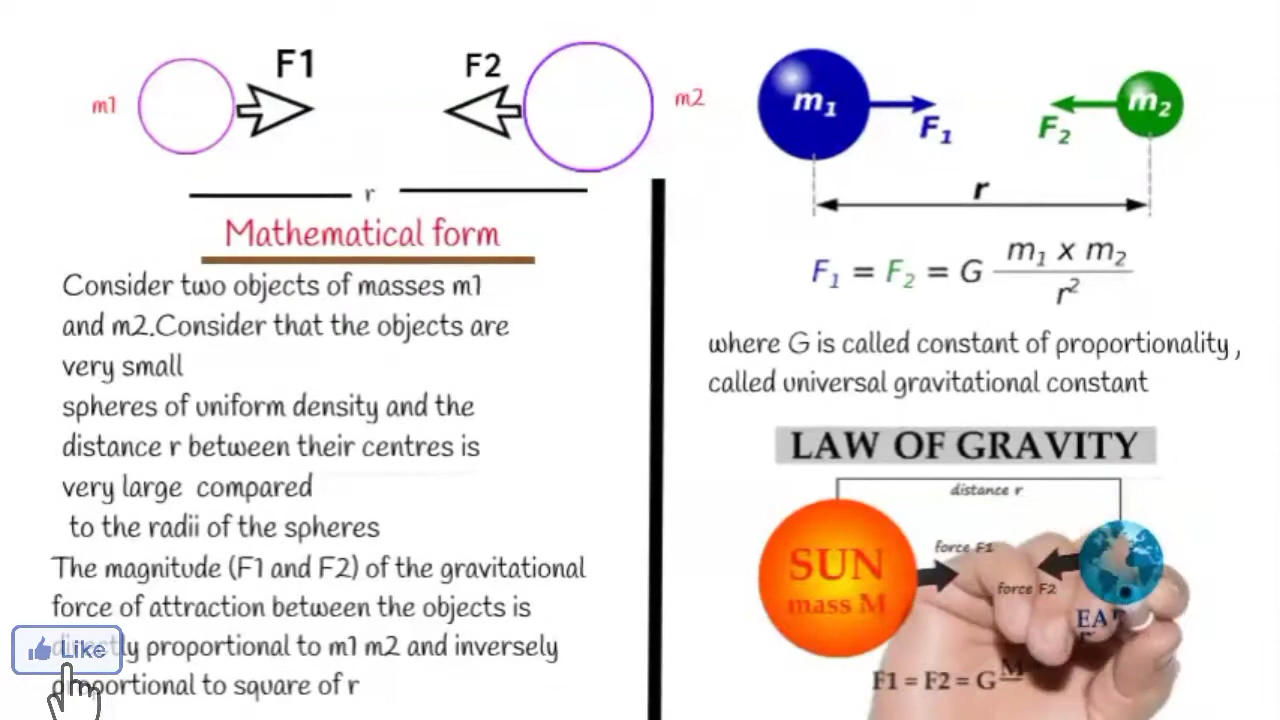 F1
F2
m1
m2
r
Mathematical form
Consider two objects of masses m1
and m2.Consider that the objects are
very small
spheres of uniform density and the
distance r between their centres is
very large compared
to the radii of the spheres
The magnitude (F1 and F2) of the gravitational
force of attraction between the objects is
directly proportional to m1 m2 and inversely
proportional to square of r
Like
m₁
m₂
F₁
F₂
r
F₁ = F₂ = G m₁ x m₂ / r²
where G is called constant of proportionality ,
called universal gravitational constant
LAW OF GRAVITY
distance r
SUN
mass M
force F1
force F2
F1 = F2 = G